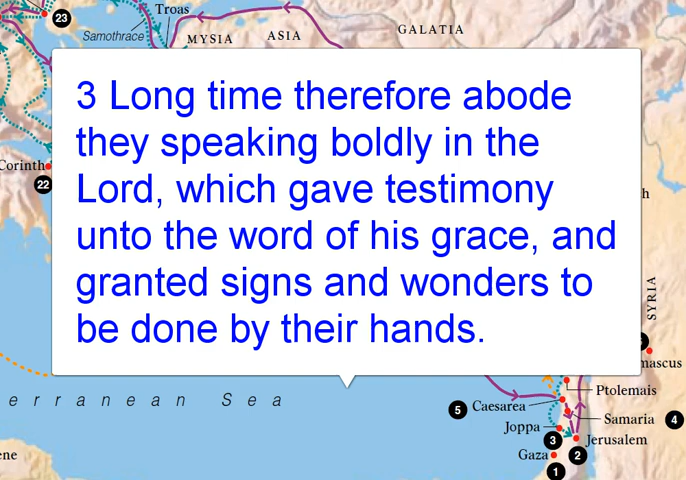 23
Troas
Samothrace
MYSIA
ASIA
GALATIA
3 Long time therefore abode
they speaking boldly in the
Lord, which gave testimony
unto the word of his grace, and
granted signs and wonders to
be done by their hands.
Corinth
22
SYRIA
Ptolemais
erranean Sea
5
Caesarea
Samaria
4
Joppa
3
Jerusalem
Gaza
2
1